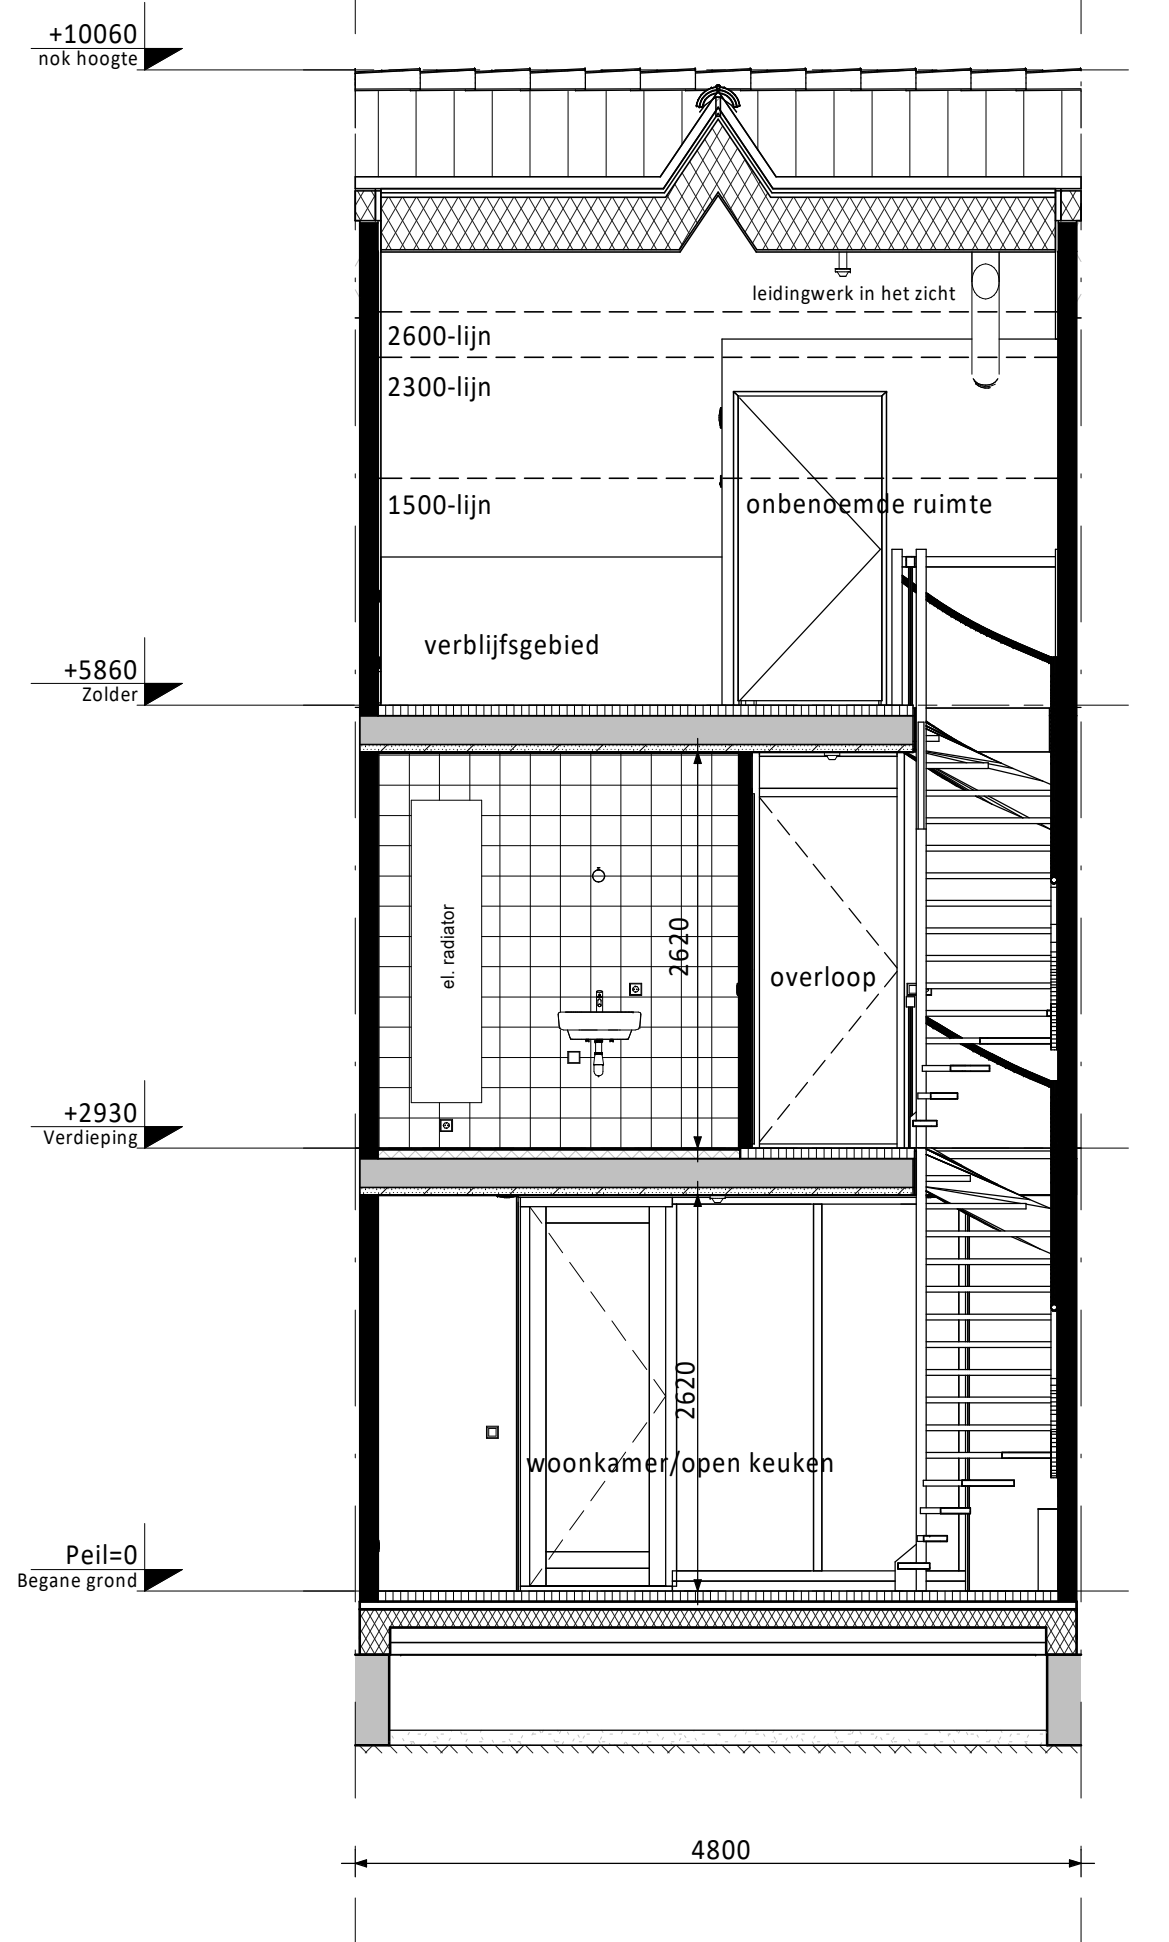 +10060
nok hoogte
leidingwerk in het zicht
2600-lijn
2300-lijn
1500-lijn
onbenoemde ruimte
verblijfsgebied
+5860
Zolder
el. radiator
2620
overloop
+2930
Verdieping
2620
woonkamer/open keuken
Peil=0
Begane grond
4800